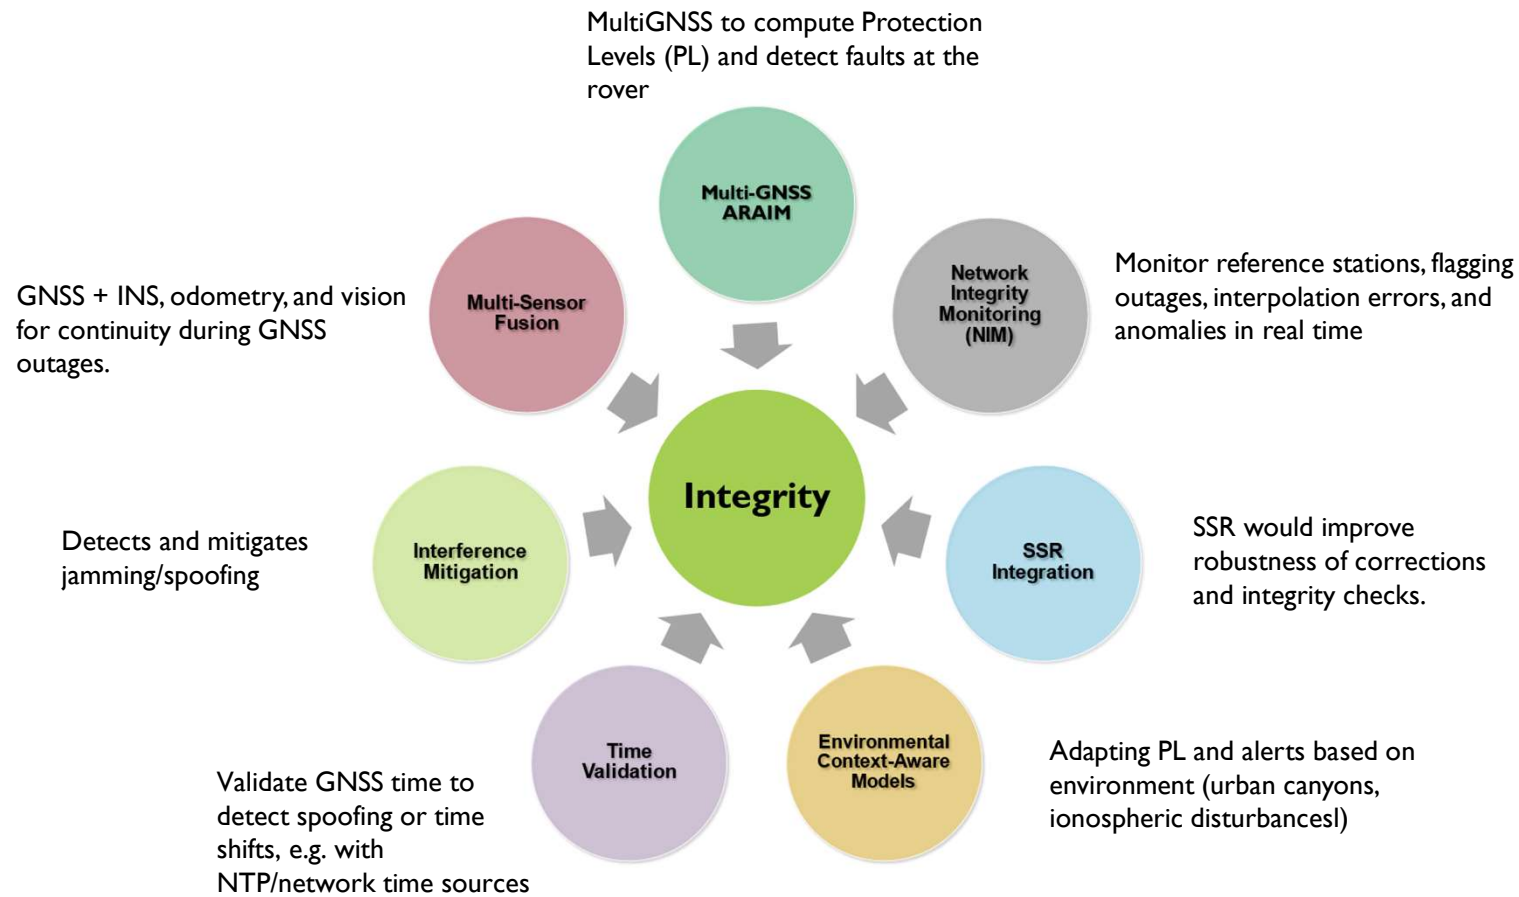 MultiGNSS to compute Protection
Levels (PL) and detect faults at the
rover
Multi-GNSS
ARAIM
Network
Integrity
Monitoring
(NIM)
Monitor reference stations, flagging
outages, interpolation errors, and
anomalies in real time
Multi-Sensor
Fusion
GNSS + INS, odometry, and vision
for continuity during GNSS
outages.
Integrity
SSR
Integration
SSR would improve
robustness of corrections
and integrity checks.
Interference
Mitigation
Detects and mitigates
jamming/spoofing
Environmental
Context-Aware
Models
Adapting PL and alerts based on
environment (urban canyons,
ionospheric disturbancesl)
Time
Validation
Validate GNSS time to
detect spoofing or time
shifts, e.g. with
NTP/network time sources